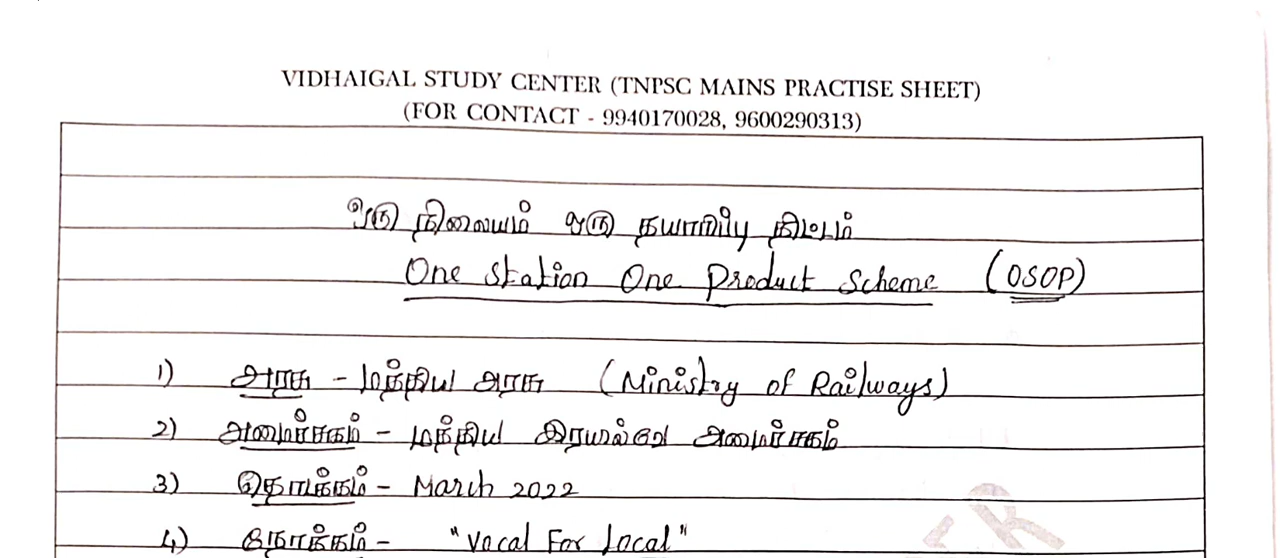 VIDHAIGAL STUDY CENTER (TNPSC MAINS PRACTISE SHEET)
(FOR CONTACT - 9940170028, 9600290313)
ஒரு நிலையம் ஒரு தயாரிப்பு திட்டம்
One Station One Product Scheme (OSOP)
1) அரசு - மத்திய அரசு (Ministry of Railways)
2) அமைச்சகம் - மத்திய இரயில்வே அமைச்சகம்
3) தொடக்கம் - March 2022
4) நோக்கம் - "Vocal For Local"